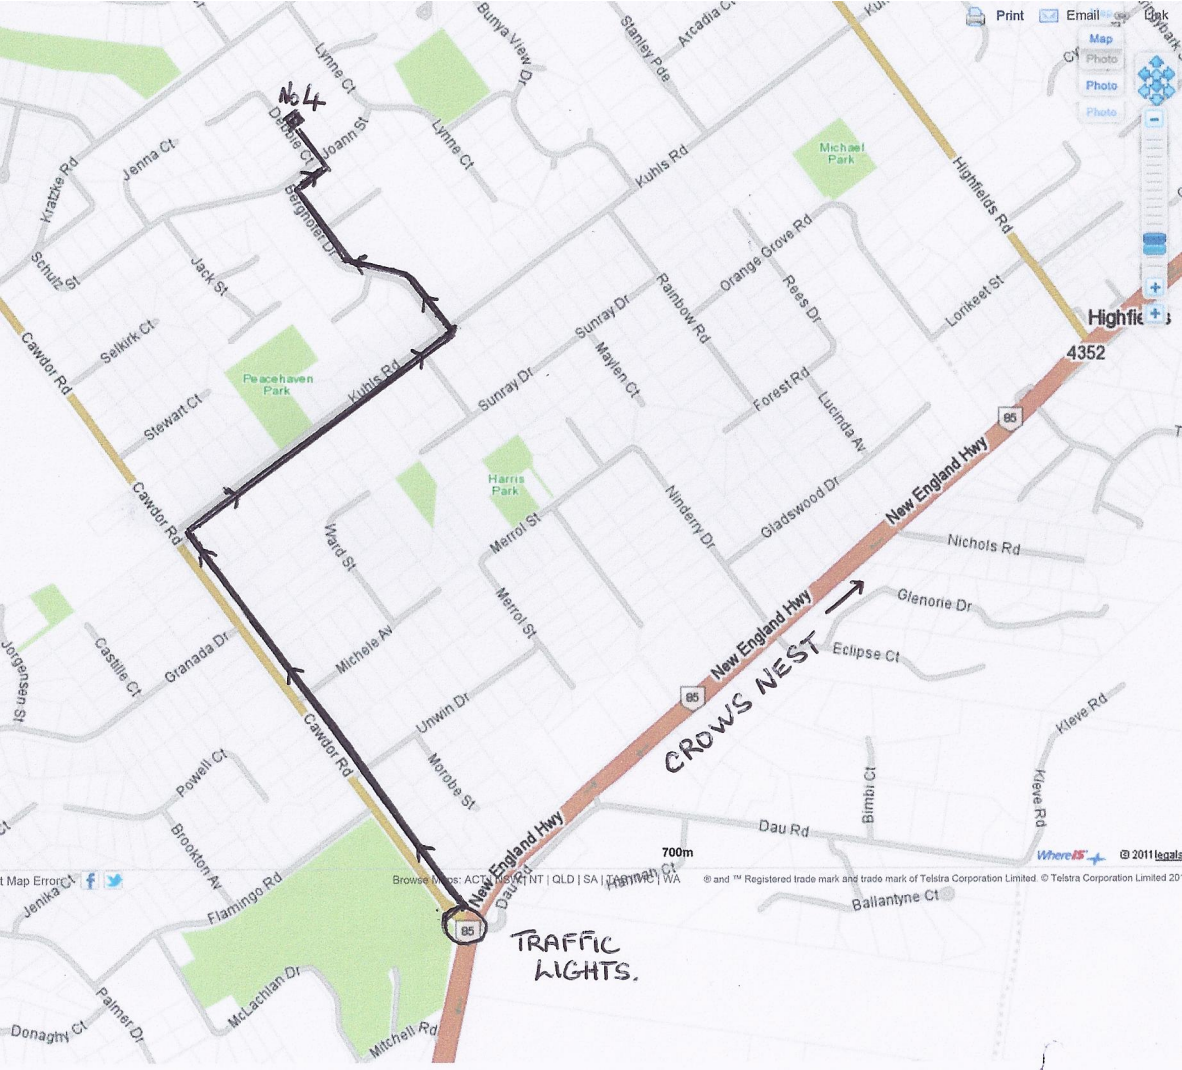 Print
Email
Link
Map
Photo
Photo
Photo
Lynne Ct
Bunya View Dr
Stanley Pde
Arcadia Ct
No 4
Debbie Ct
Joann St
Lynne Ct
Jenna Ct
Kratzke Rd
Kuhls Rd
Michael
Park
Highfields Rd
Berghofer Dr
Schulz St
Jack St
Orange Grove Rd
Rees Dr
Rainbow Rd
Lorikeet St
Highfields
4352
Sunray Dr
Selkirk Ct
Cawdor Rd
Peacehaven
Park
Kuhls Rd
Maylen Ct
Sunray Dr
Forest Rd
Stewart Ct
Lucinda Av
85
New England Hwy
Harris
Park
Cawdor Rd
Ninderry Dr
Gladswood Dr
Merrol St
Ward St
Nichols Rd
Merrol St
New England Hwy
Glenorie Dr
Jorgensen St
Castille Ct
Granada Dr
Michele Av
Eclipse Ct
CROWS NEST
85
Unwin Dr
Cawdor Rd
Kleve Rd
Powell Ct
Morobe St
Bimbi Ct
Kleve Rd
Brookton Av
New England Hwy
Dau Rd
700m
WhereiS
© 2011 legals
t Map Error
Browse Maps: ACT | NSW | NT | QLD | SA | TAS | VIC | WA
® and ™ Registered trade mark and trade mark of Telstra Corporation Limited. © Telstra Corporation Limited 20
Hannah Ct
Dau Rd
Jenika Ct
Flamingo Rd
Ballantyne Ct
85
TRAFFIC
LIGHTS.
McLachlan Dr
Palmer Dr
Donaghy Ct
Mitchell Rd